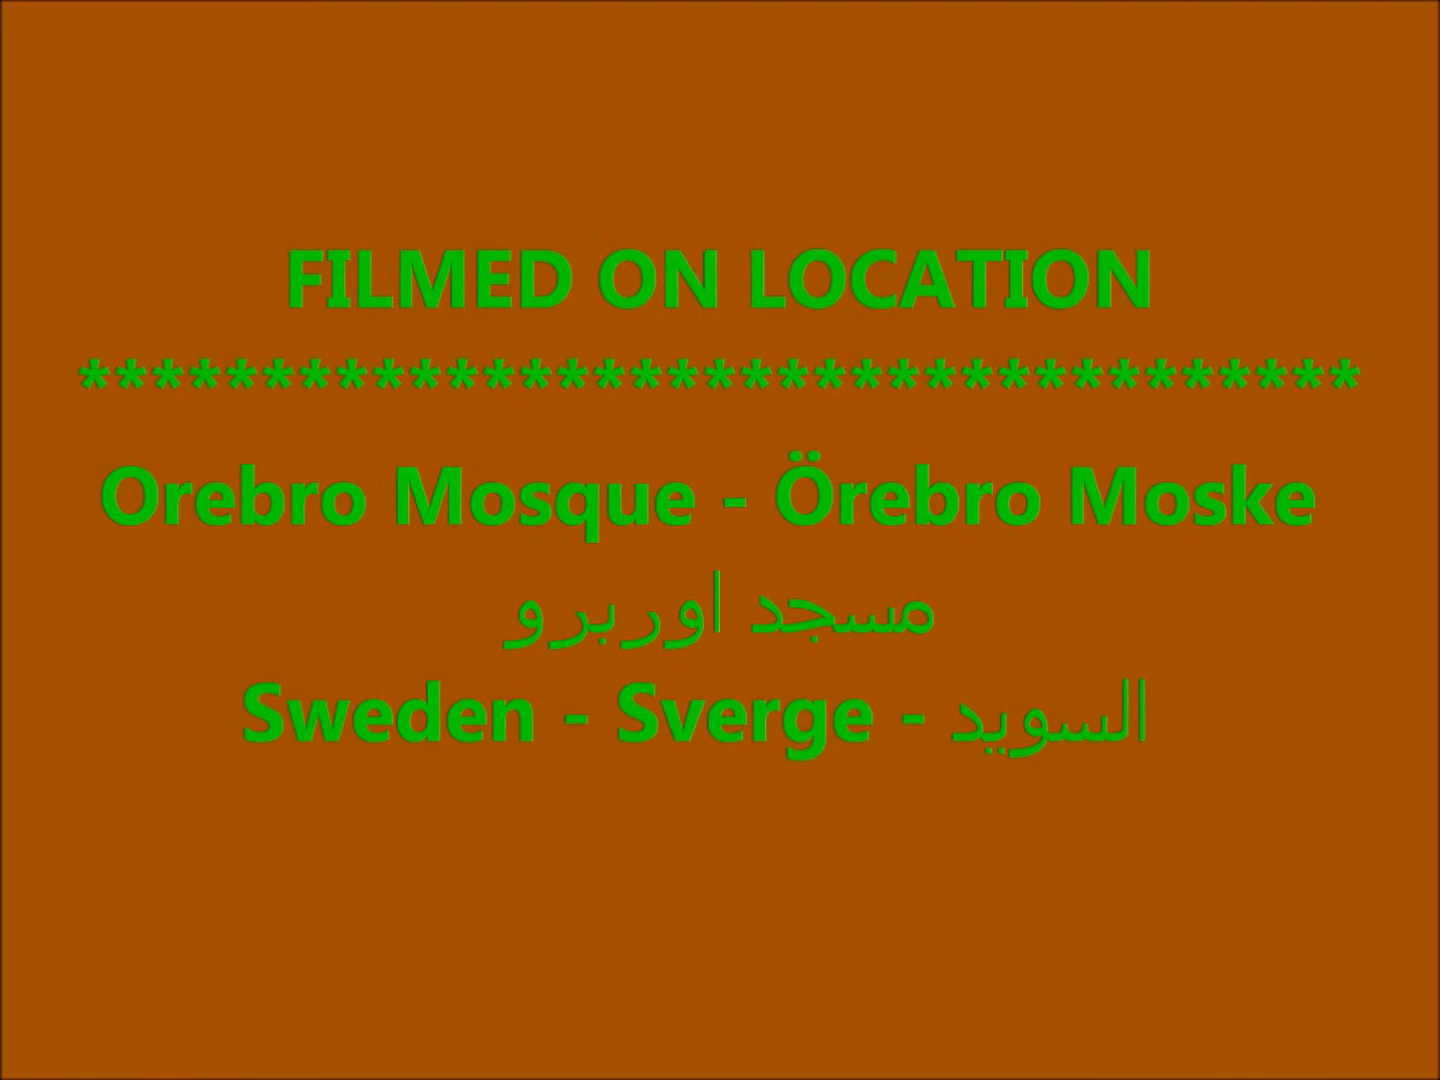 FILMED ON LOCATION
***********************************
Orebro Mosque - Örebro Moske
مسجد اوربرو
Sweden - Sverge - السويد